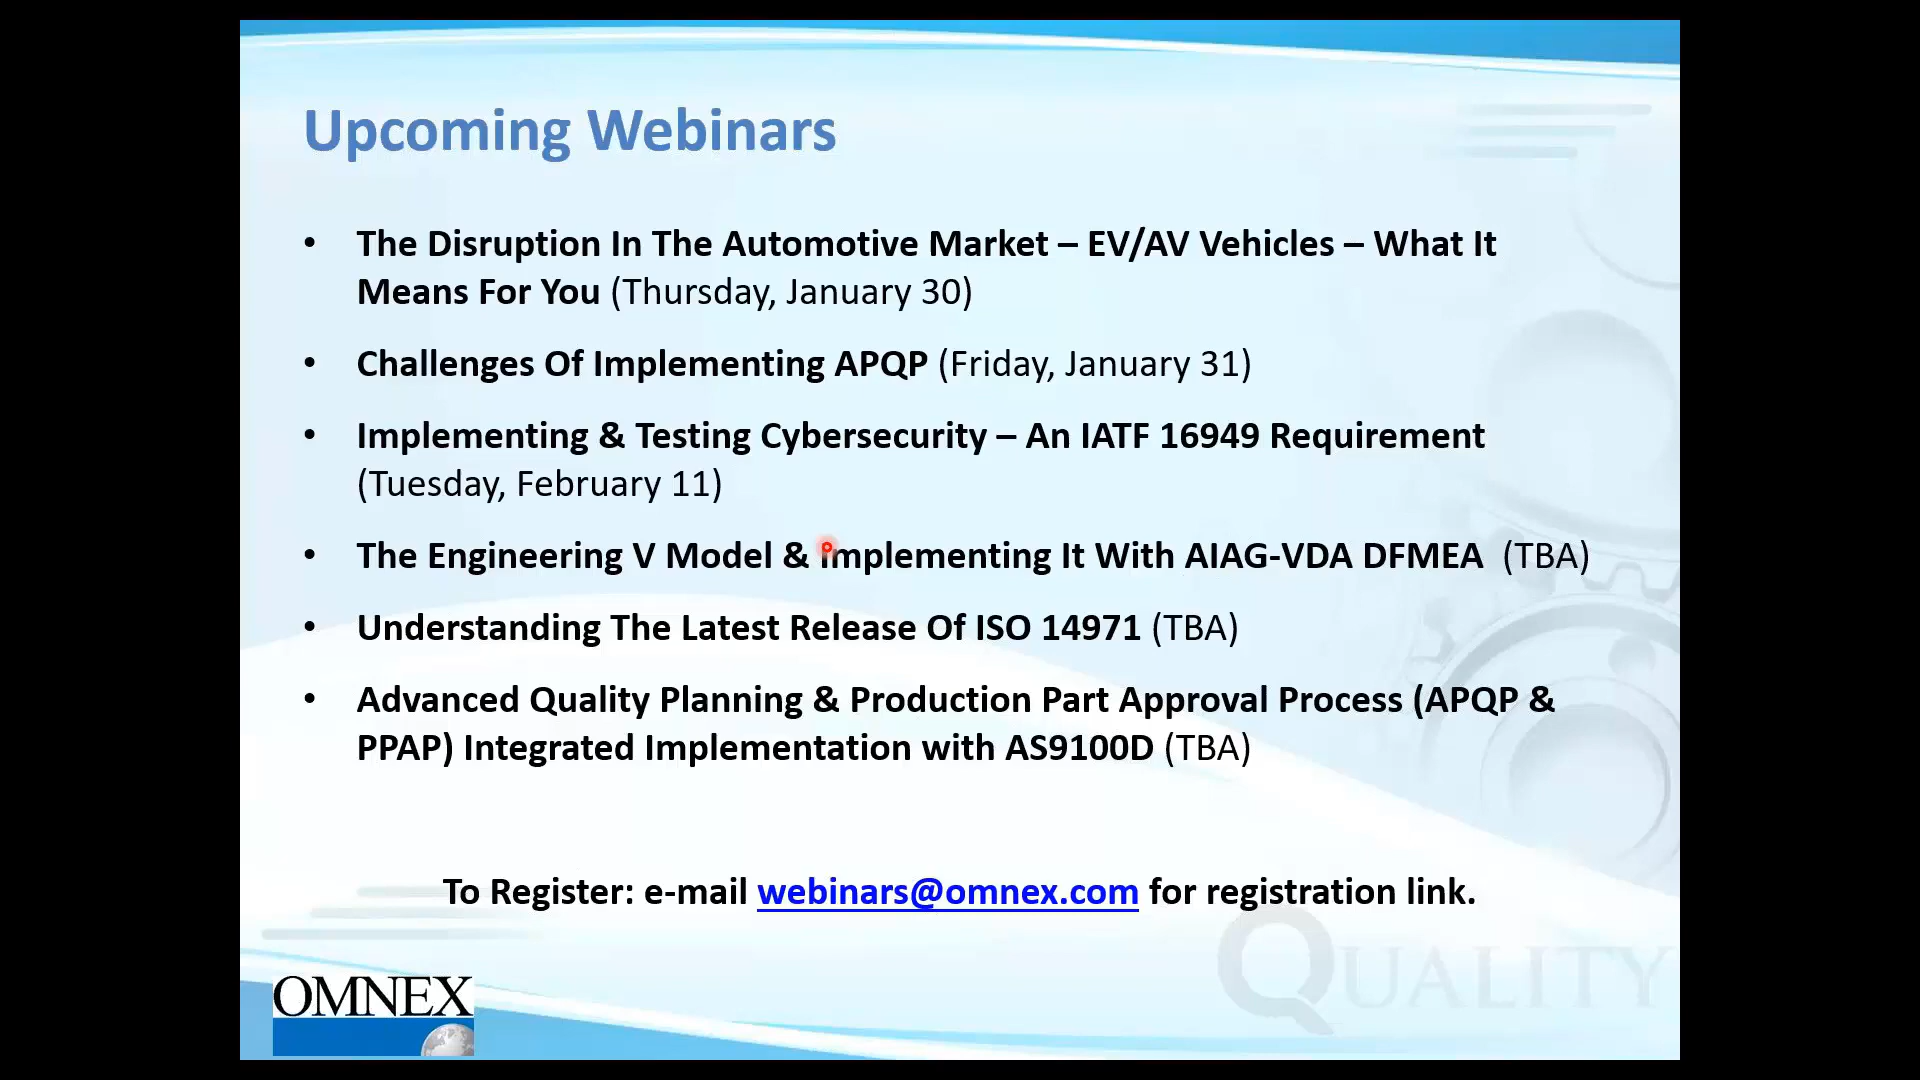 Upcoming Webinars
• The Disruption In The Automotive Market – EV/AV Vehicles – What It
Means For You (Thursday, January 30)
• Challenges Of Implementing APQP (Friday, January 31)
• Implementing & Testing Cybersecurity – An IATF 16949 Requirement
(Tuesday, February 11)
• The Engineering V Model & Implementing It With AIAG-VDA DFMEA (TBA)
• Understanding The Latest Release Of ISO 14971 (TBA)
• Advanced Quality Planning & Production Part Approval Process (APQP &
PPAP) Integrated Implementation with AS9100D (TBA)
To Register: e-mail webinars@omnex.com for registration link.
QUALITY
OMNEX